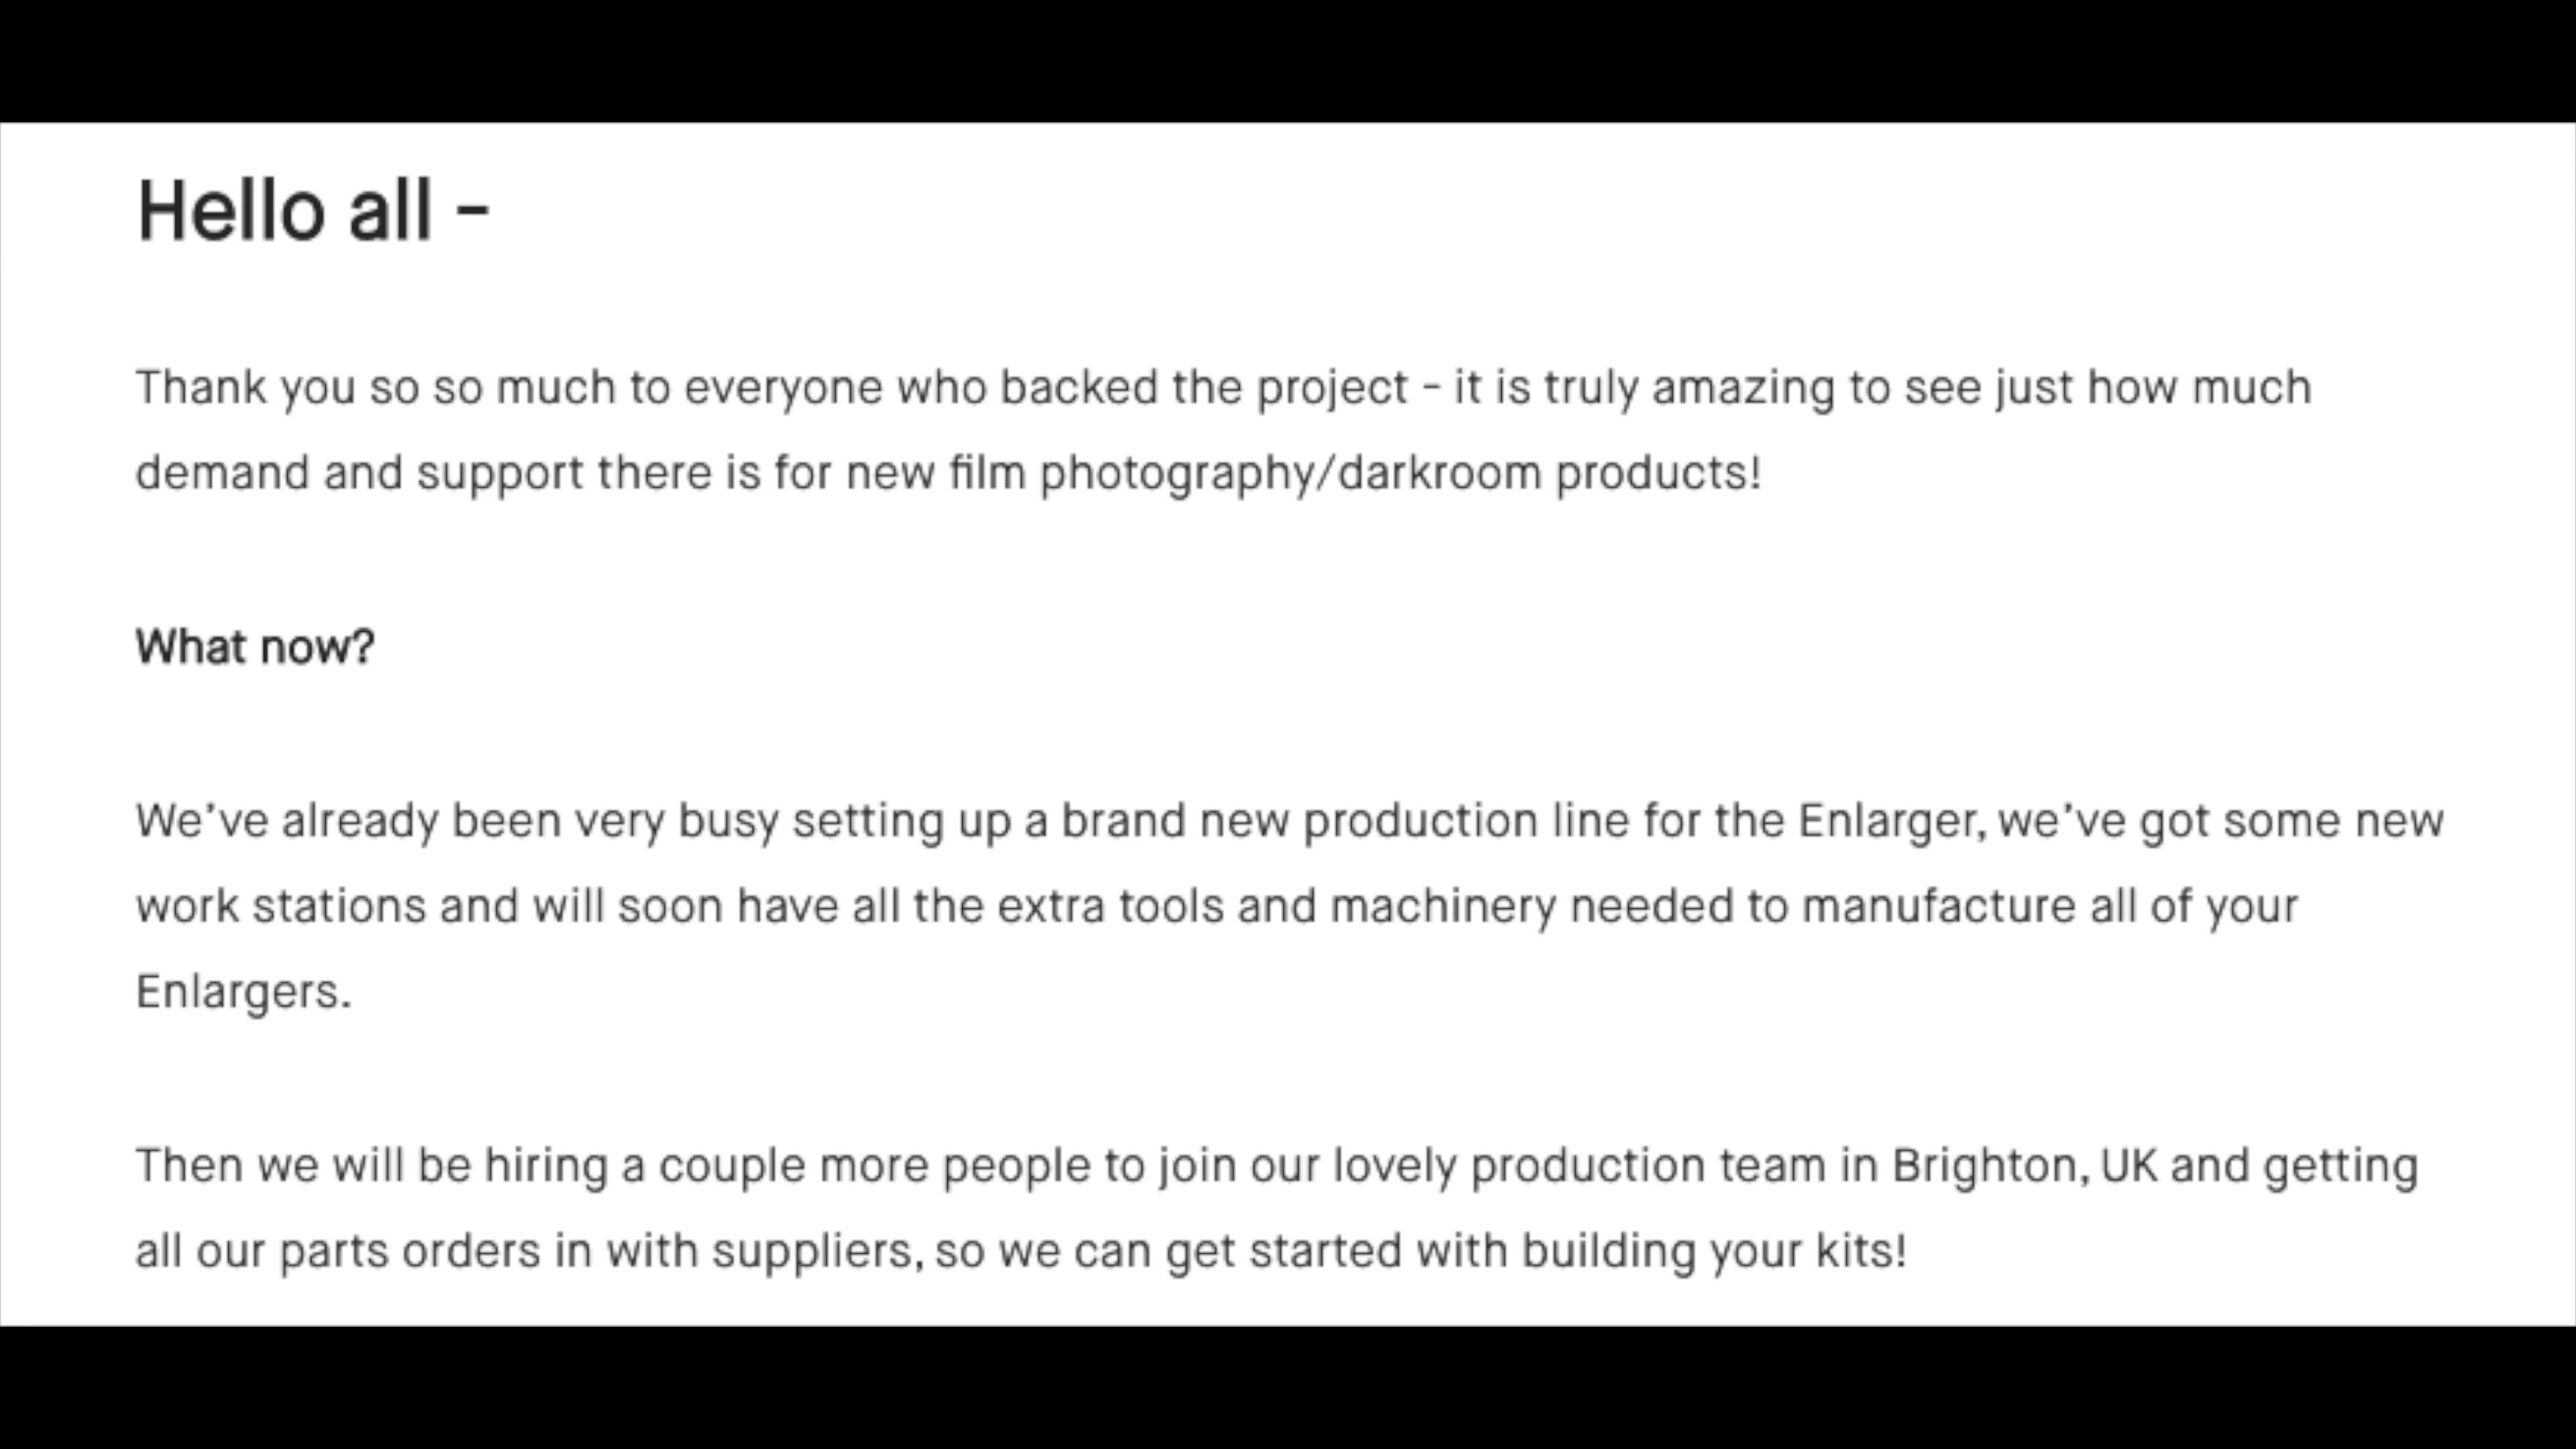 Hello all -
Thank you so so much to everyone who backed the project - it is truly amazing to see just how much
demand and support there is for new film photography/darkroom products!
What now?
We've already been very busy setting up a brand new production line for the Enlarger, we've got some new
work stations and will soon have all the extra tools and machinery needed to manufacture all of your
Enlargers.
Then we will be hiring a couple more people to join our lovely production team in Brighton, UK and getting
all our parts orders in with suppliers, so we can get started with building your kits!